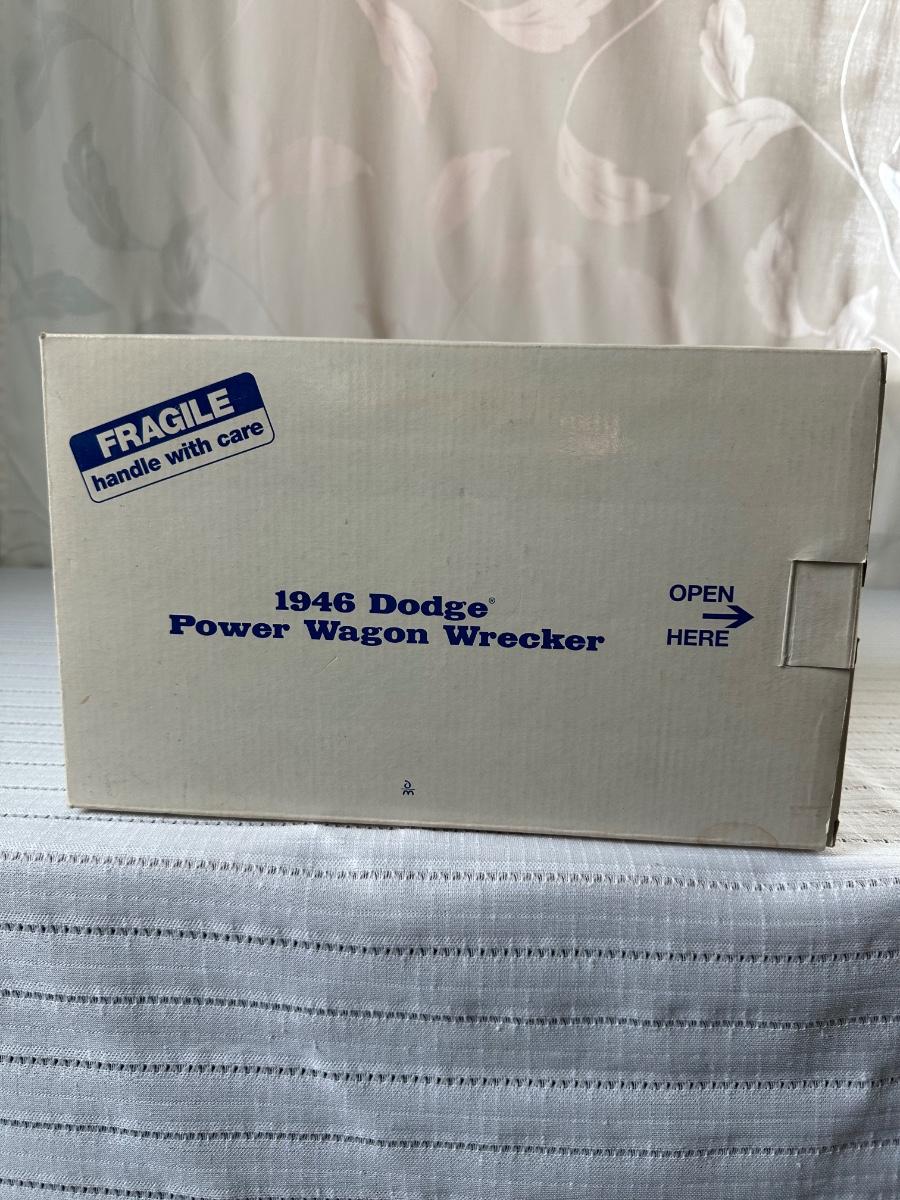 FRAGILE
handle with care
1946 Dodge®
Power Wagon Wrecker
OPEN
HERE